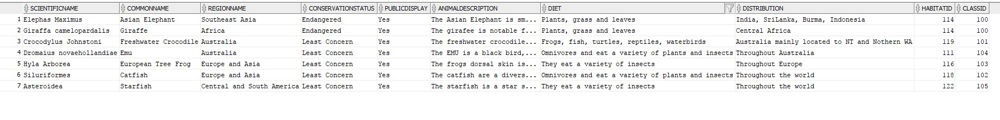 SCIENTIFICNAME COMMONNAME REGIONNAME CONSERVATIONSTATUS PUBLICDISPLAY ANIMALDESCRIPTION DIET DISTRIBUTION HABITATID CLASSID
1 Elephas Maximus Asian Elephant Southeast Asia Endangered Yes The Asian Elephant is sm... Plants, grass and leaves India, SriLanka, Burma, Indonesia 114 100
2 Giraffa camelopardalis Giraffe Africa Endangered Yes The girafee is notable f... Plants, grass and leaves Central Africa 114 100
3 Crocodylus Johnstoni Freshwater Crocodile Australia Least Concern Yes The freshwater crocodile... Frogs, fish, turtles, reptiles, waterbirds Australia mainly located to NT and Nothern WA 119 101
4 Dromaius novaehollandiae Emu Australia Least Concern Yes The EMU is a black bird,... Omnivores and eat a variety of plants and insects Throughout Australia 111 104
5 Hyla Arborea European Tree Frog Europe and Asia Least Concern Yes The frogs dorsal skin is... They eat a variety of insects Throughout Europe 116 103
6 Siluriformes Catfish Europe and Asia Least Concern Yes The catfish are a divers... Omnivores and eat a variety of plants and insects Throughout the world 118 102
7 Asteroidea Starfish Central and South America Least Concern Yes The starfish is a star s... They eat a variety of insects Throughout the world 122 105